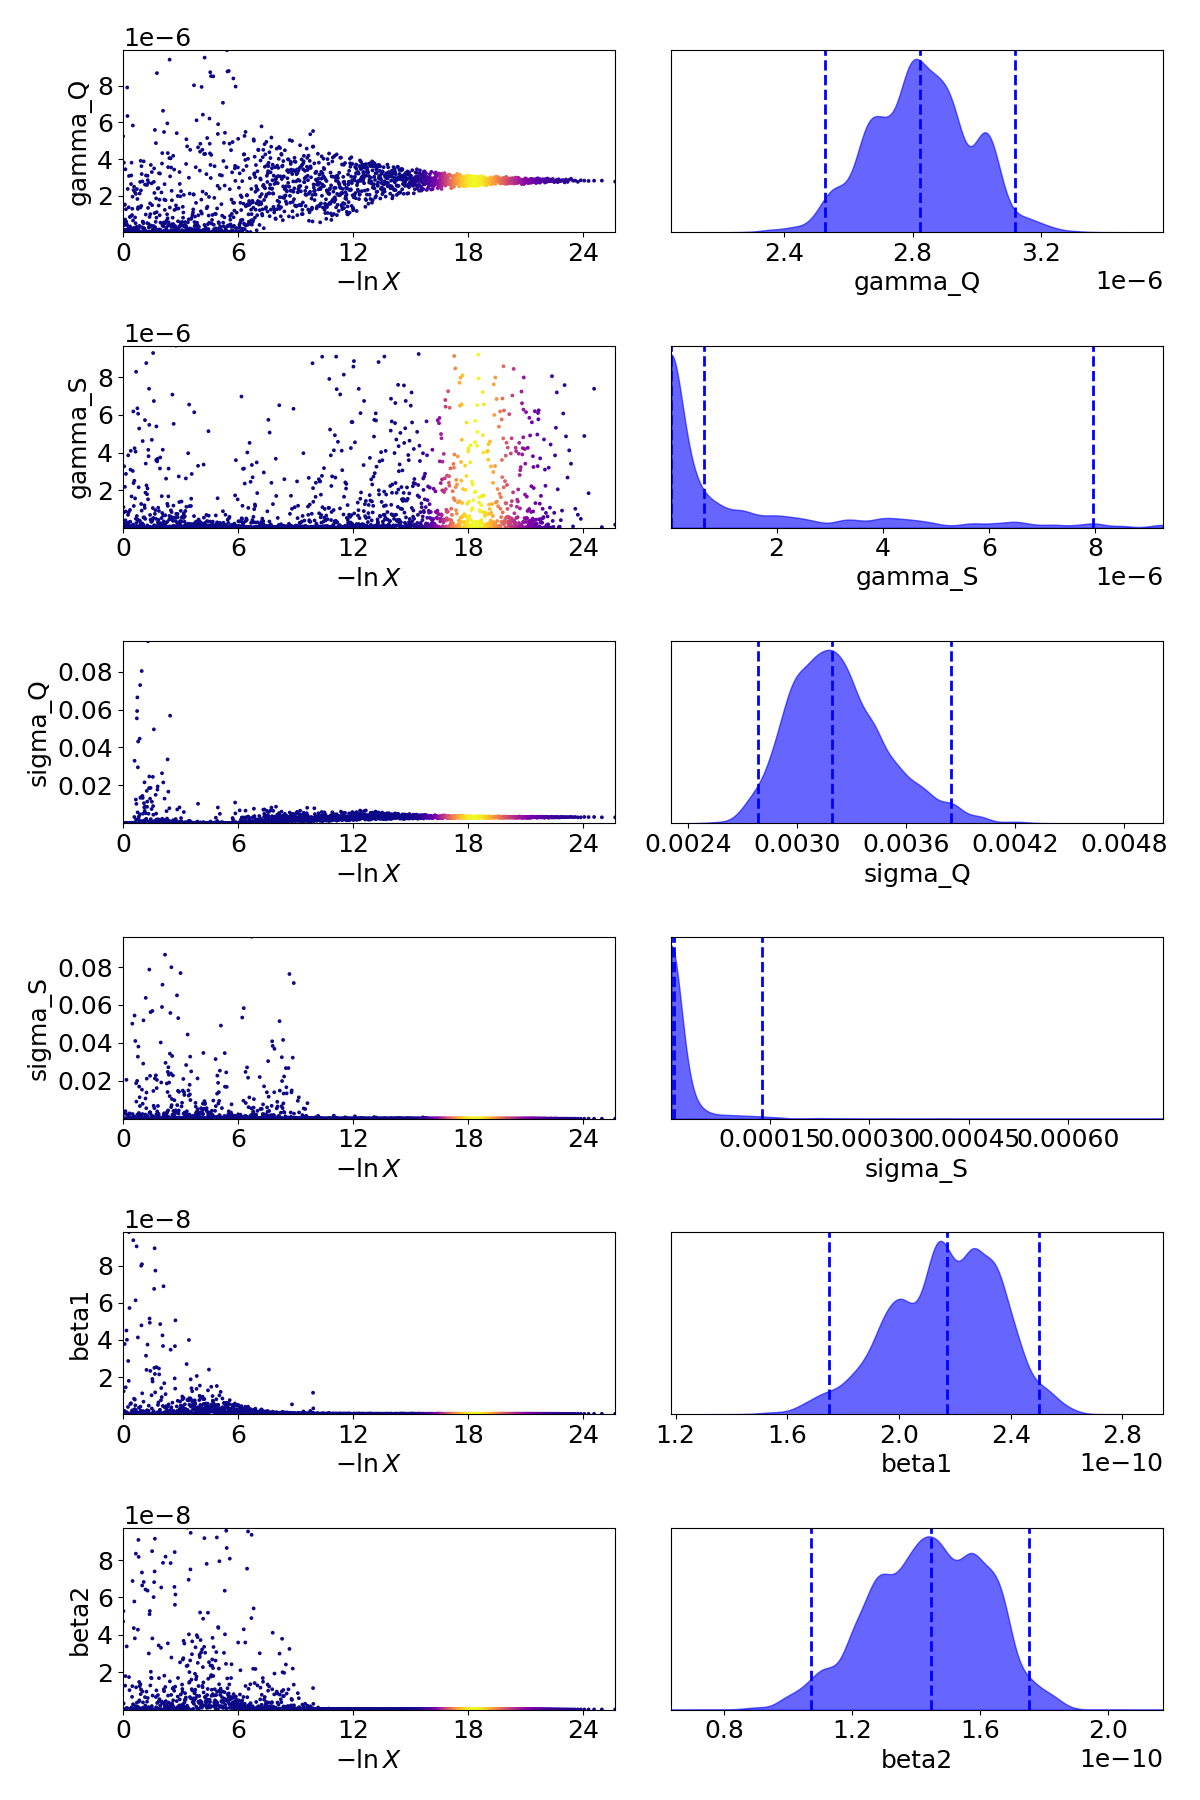 1e−6
8
6
4
2
gamma_Q
0 6 12 18 24
−ln X
2.4 2.8 3.2
gamma_Q 1e−6
1e−6
8
6
4
2
gamma_S
0 6 12 18 24
−ln X
2 4 6 8
gamma_S 1e−6
0.08
0.06
0.04
0.02
sigma_Q
0 6 12 18 24
−ln X
0.0024 0.0030 0.0036 0.0042 0.0048
sigma_Q
0.08
0.06
0.04
0.02
sigma_S
0 6 12 18 24
−ln X
0.00015 0.00030 0.00045 0.00060
sigma_S
1e−8
8
6
4
2
beta1
0 6 12 18 24
−ln X
1.2 1.6 2.0 2.4 2.8
beta1 1e−10
1e−8
8
6
4
2
beta2
0 6 12 18 24
−ln X
0.8 1.2 1.6 2.0
beta2 1e−10